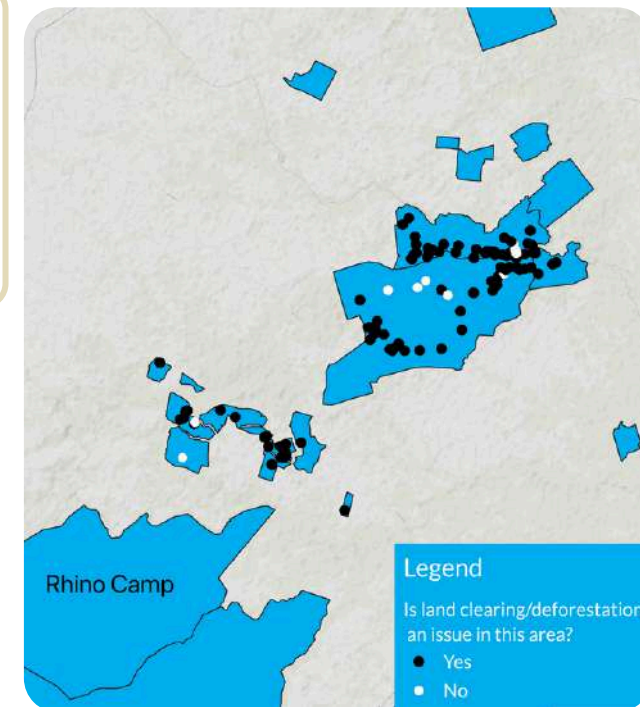 Rhino Camp
Legend
Is land clearing/deforestation
an issue in this area?
Yes
No